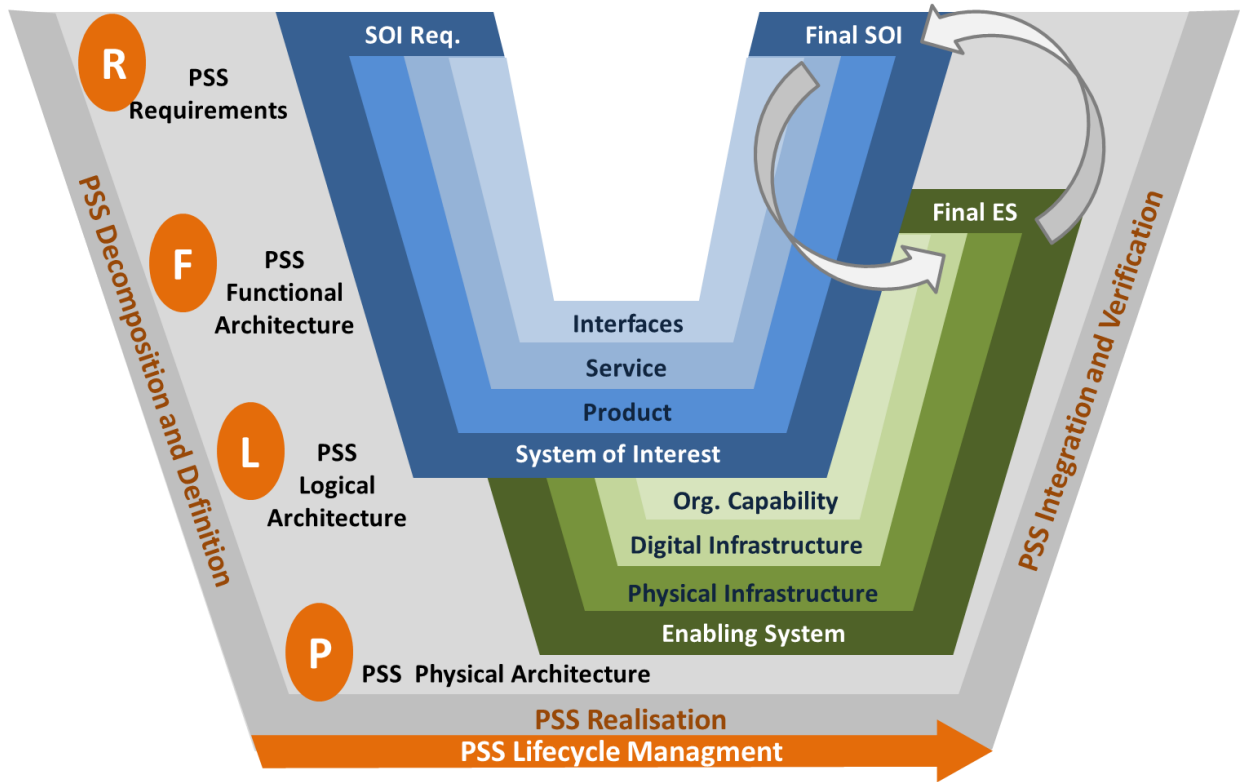 SOI Req.
Final SOI
R
PSS
Requirements
PSS Decomposition and Definition
Final ES
PSS Integration and Verification
F
PSS
Functional
Architecture
Interfaces
Service
Product
System of Interest
L
PSS
Logical
Architecture
Org. Capability
Digital Infrastructure
Physical Infrastructure
Enabling System
P
PSS Physical Architecture
PSS Realisation
PSS Lifecycle Managment